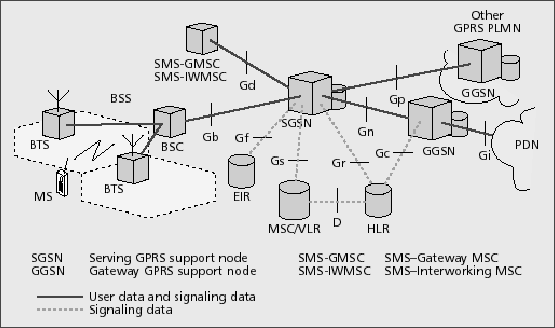 Other
GPRS PLMN
SMS-GMSC
SMS-IWMSC
Gd
GGSN
BSS
Gp
SGSN
Gb
Gn
BTS
BSC
Gf
GGSN
Gi
PDN
Gs
Gr
Gc
MS
BTS
EIR
D
MSC/VLR
HLR
SGSN Serving GPRS support node SMS-GMSC SMS–Gateway MSC
GGSN Gateway GPRS support node SMS-IWMSC SMS–Interworking MSC
User data and signaling data
Signaling data